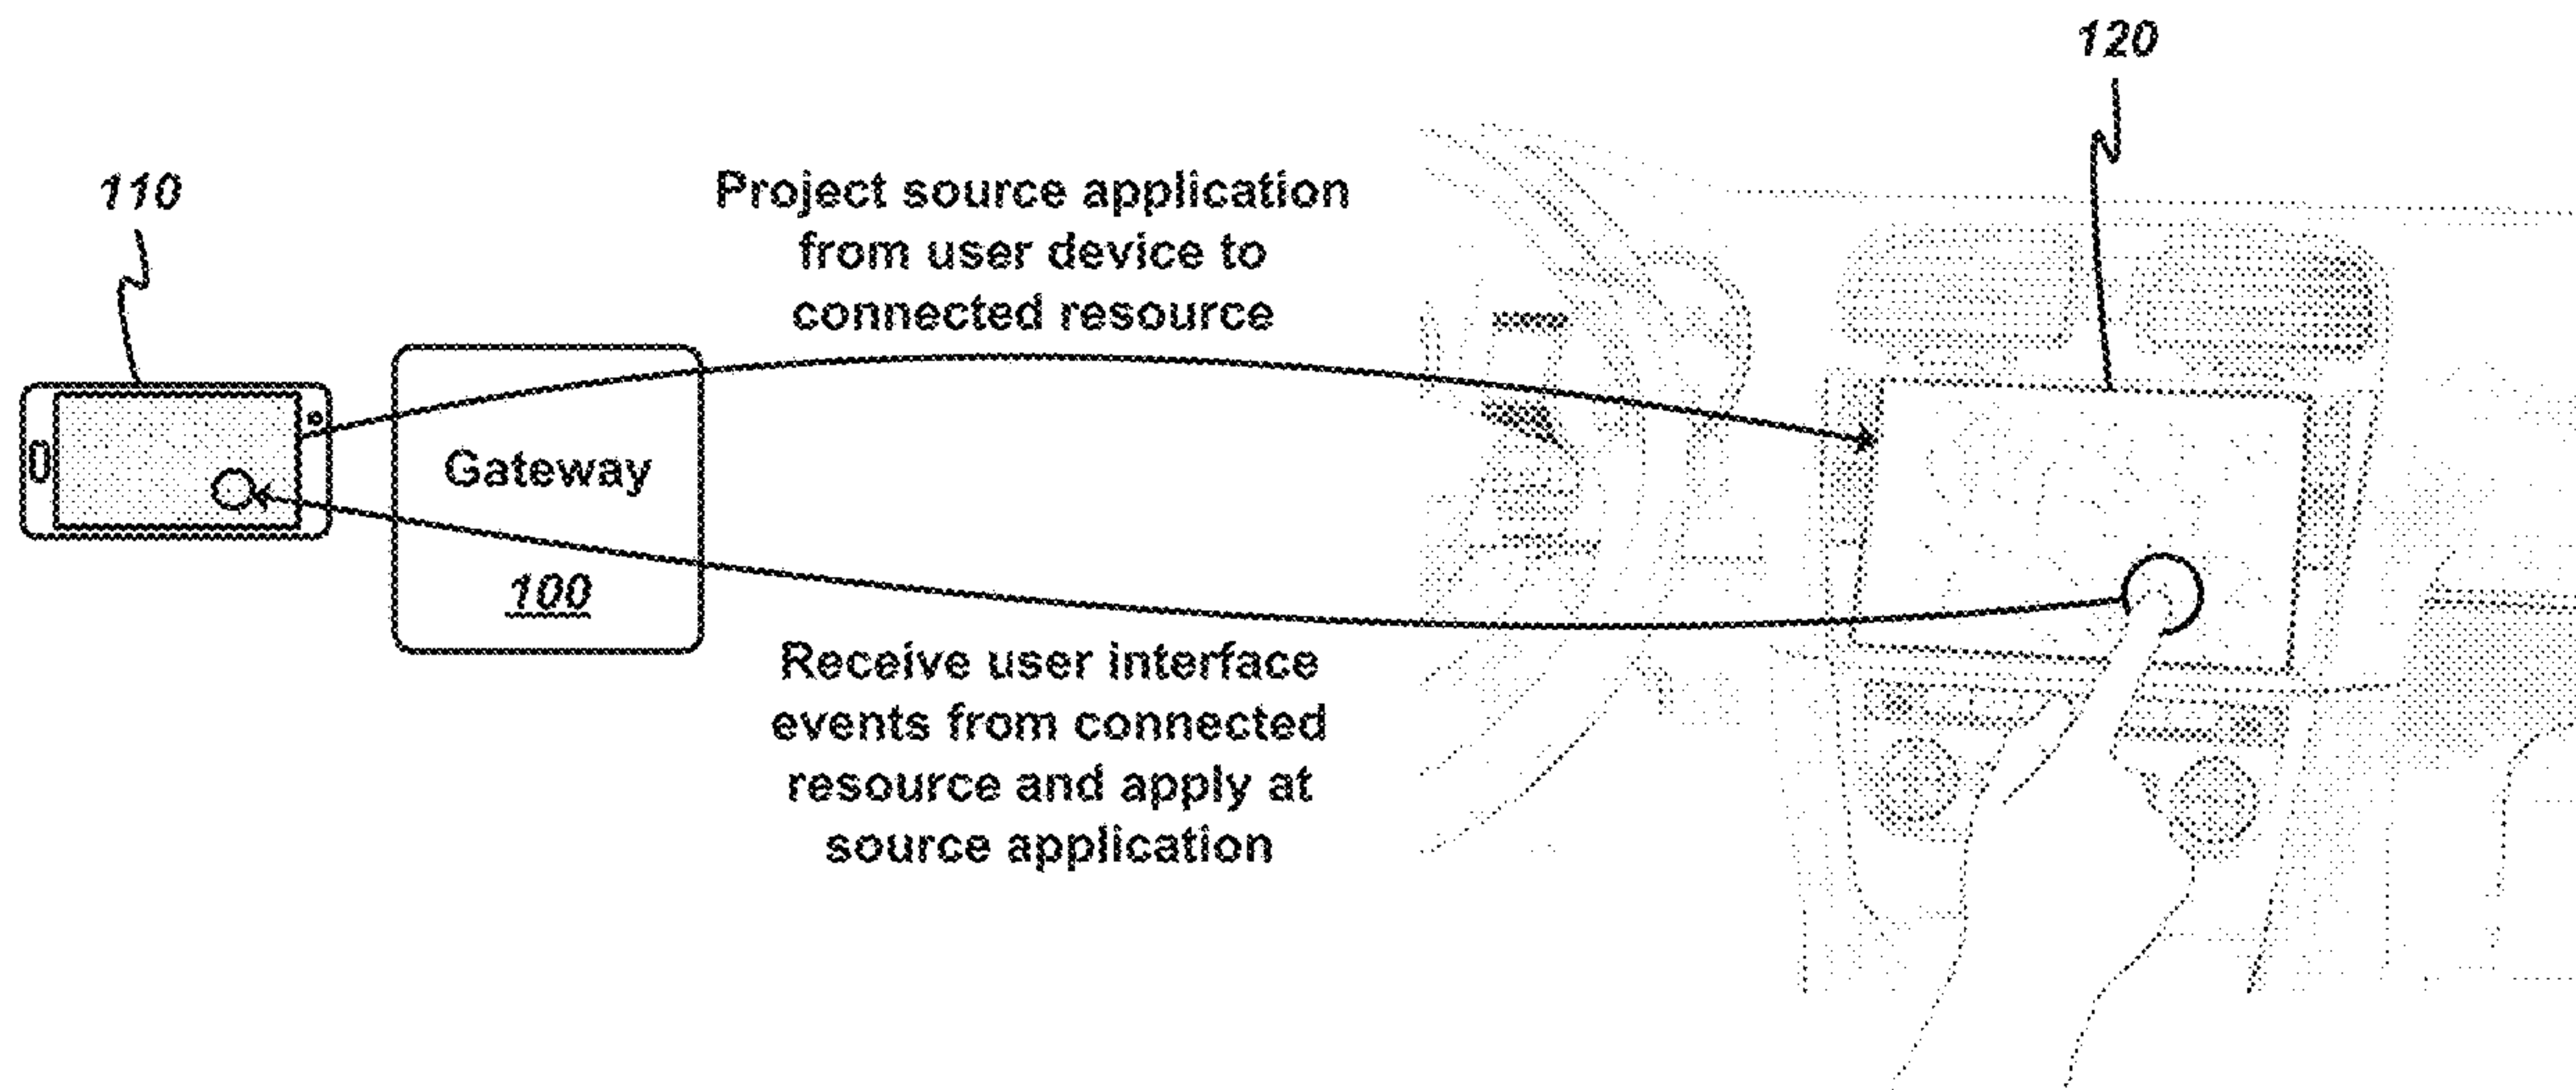 120
110
Project source application
from user device to
connected resource
Gateway
100
Receive user interface
events from connected
resource and apply at
source application